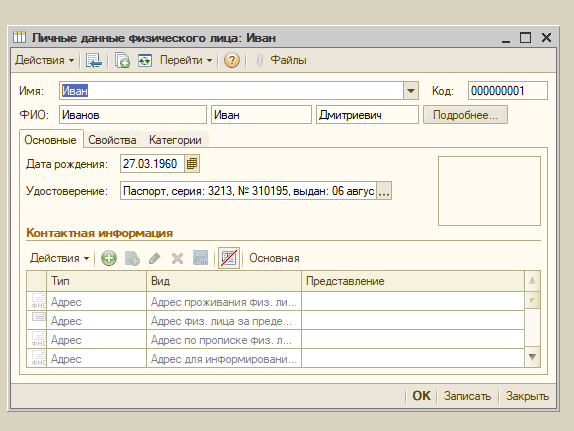 Личные данные физического лица: Иван
Действия Перейти ? Файлы
Имя: Иван Код: 000000001
ФИО: Иванов Иван Дмитриевич Подробнее...
Основные Свойства Категории
Дата рождения: 27.03.1960
Удостоверение: Паспорт, серия: 3213, № 310195, выдан: 06 авгус ...
Контактная информация
Действия Основная
Тип Вид Представление
Адрес Адрес проживания физ. ли...
Адрес Адрес физ. лица за преде...
Адрес Адрес по прописке физ. л...
Адрес Адрес для информировани...
OK Записать Закрыть